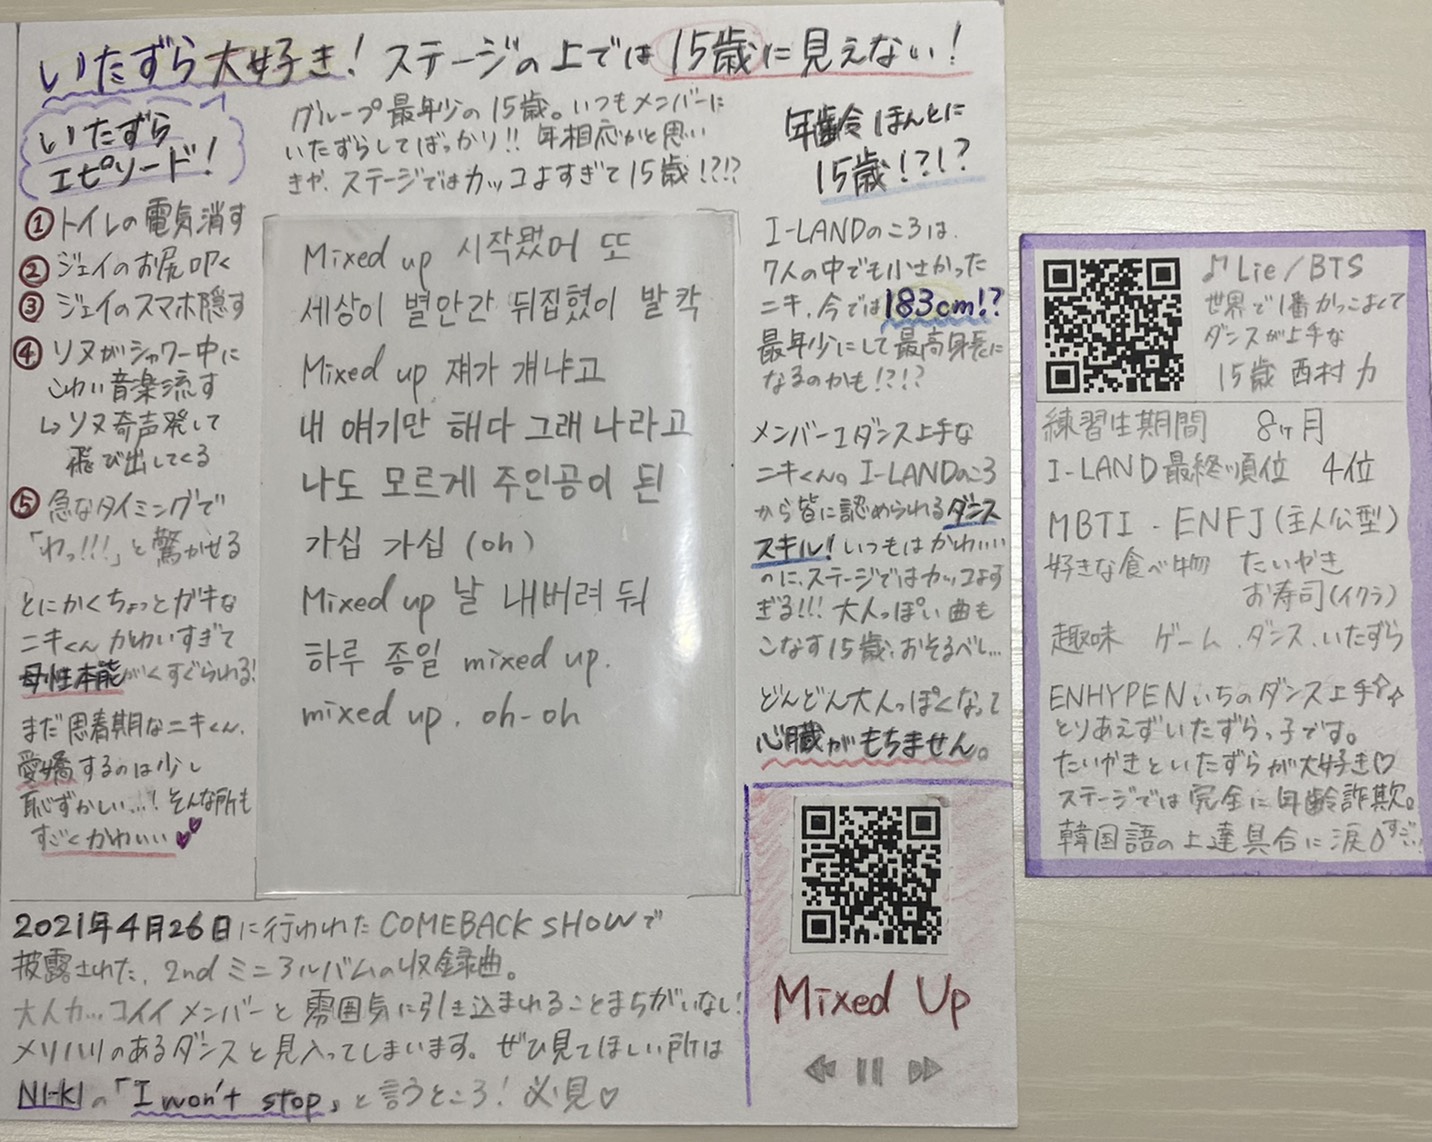 いたずら大好き！ステージの上では15歳に見えない！
いたずら
エピソード！
①トイレの電気消す
②ジェイのお尻叩く
③ジェイのスマホ隠す
④ソヌがシャワー中に
こわい音楽流す
↳ソヌ奇声発して
飛び出してくる
⑤急なタイミングで
「わっ!!!」と驚かせる
とにかくちょっとガキな
ニキくんかわいすぎて
母性本能がくすぐられる!
まだ思春期なニキくん、
愛嬌するのは少し
恥ずかしい…!そんな所も
すごくかわいい
グループ最年少の15歳。いつもメンバーに
いたずらしてばっかり!!年相応かと思い
きや、ステージではカッコよすぎて15歳!?!?
Mixed up 시작됐어 또
세상이 별안간 뒤집혔이 발칵
Mixed up 쟤가 걔냐고
내 얘기만 해다 그래 나라고
나도 모르게 주인공이 된
가십 가십 (oh)
Mixed up 날 내버려 둬
하루 종일 mixed up.
mixed up. oh-oh
年齢ほんとに
15歳!?!?
I-LANDのころは、
7人の中でも小さかった
ニキ、今では183cm!?
最年少にして最高身長に
なるのかも!?!?
メンバー1ダンス上手な
ニキくん。I-LANDのころ
から皆に認められるダンス
スキル!いつもはかわいい
のに、ステージではカッコよす
ぎる!!!大人っぽい曲も
こなす15歳、おそるべし…
どんどん大人っぽくなって
心臓がもちません。
2021年4月26日に行われたCOMEBACK SHOWで
披露された、2ndミニアルバムの収録曲。
大人カッコイイメンバーと雰囲気に引き込まれることまちがいない!
メリハリのあるダンスと見入ってしまいます。ぜひ見てほしい所は
NI-KIの「I won't stop」と言うところ!必見♡
Mixed Up
♪Lie/BTS
世界で1番かっこよくて
ダンスが上手な
15歳 西村力
練習生期間 8ヶ月
I-LAND最終順位 4位
MBTI - ENFJ(主人公型)
好きな食べ物 たいやき
お寿司(イクラ)
趣味 ゲーム、ダンス、いたずら
ENHYPENいちのダンス上手
とりあえずいたずらっ子です。
たいやきといたずらが大好き♡
ステージでは完全に年齢詐欺。
韓国語の上達具合に涙